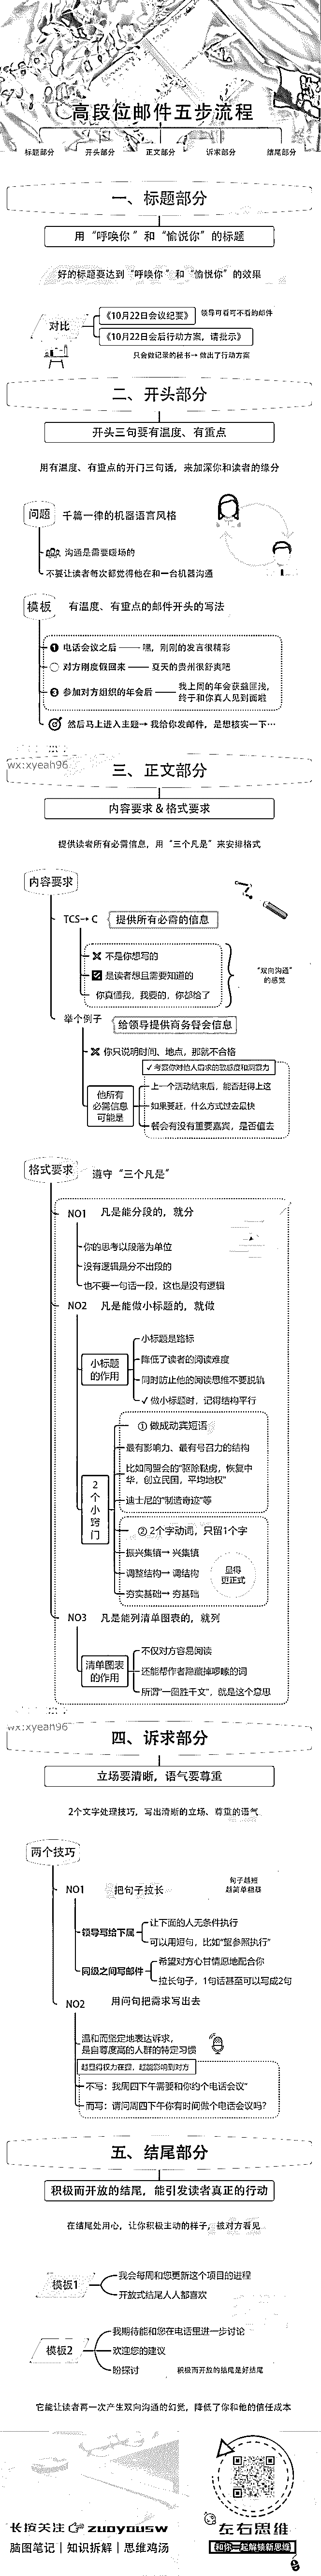 高段位邮件五步流程
标题部分 开头部分 正文部分 诉求部分 结尾部分
一、标题部分
用“呼唤你”和“愉悦你”的标题
好的标题要达到“呼唤你”和“愉悦你”的效果
对比
《10月22日会议纪要》
领导可看可不看的邮件
《10月22日会后行动方案，请批示》
只会做记录的秘书→做出了行动方案
二、开头部分
开头三句要有温度、有重点
用有温度、有重点的开门三句话，来加深你和读者的缘分
问题
千篇一律的机器语言风格
沟通是需要暖场的
不要让读者每次都觉得他在和一台机器沟通
模板
有温度、有重点的邮件开头的写法
1 电话会议之后——嘿，刚刚的发言很精彩
对方刚度假回来——夏天的贵州很舒爽吧
3 参加对方组织的年会后——我上周的年会获益匪浅，
终于和你真人见到面啦
然后马上进入主题→我给你发邮件，是想核实一下…
wx:xyeah96
三、正文部分
内容要求&格式要求
提供读者所有必需信息，用“三个凡是”来安排格式
内容要求
TCS→C
提供所有必需的信息
不是你想写的
是读者想且需要知道的
你真懂我，我要的，你都给了
“双向沟通”
的感觉
举个例子
给领导提供商务餐会信息
你只说明时间、地点，那就不合格
√考察你对他人需求的敏感度和洞察力
他所有
必需信息
可能是
上一个活动结束后，能否赶得上这
如果要赶，什么方式过去最快
餐会有没有重要嘉宾，是否值去
格式要求
遵守“三个凡是”
NO1 凡是能分段的，就分
你的思考以段落为单位
没有逻辑是分不出段的
也不要一句话一段，这也是没有逻辑
NO2 凡是能做小标题的，就做
小标题
的作用
小标题是路标
降低了读者的阅读难度
同时防止他的阅读思维不要脱轨
√做小标题时，记得结构平行
2个小窍门
①做成动宾短语
最有影响力、最有号召力的结构
比如同盟会的“驱除鞑虏，恢复中
华，创立民国，平均地权”
迪士尼的“制造奇迹”等
②2个字动词，只留1个字
振兴集镇→兴集镇
调整结构→调结构
夯实基础→夯基础
显得
更正式
NO3 凡是能列清单图表的，就列
清单图表
的作用
不仅对方容易阅读
还能帮作者隐藏掉啰嗦的词
所谓“一图胜千文”，就是这个意思
wx:xyeah96
四、诉求部分
立场要清晰，语气要尊重
2个文字处理技巧，写出清晰的立场、尊重的语气
两个技巧
NO1 把句子拉长
句子越短
越简单粗暴
领导写给下属
让下面的人无条件执行
可以用短句，比如“望参照执行”
同级之间写邮件
希望对方心甘情愿地配合你
拉长句子，1句话甚至可以写成2句
NO2 用问句把需求写出去
温和而坚定地表达诉求，
是自尊度高的人群的特定习惯
越显得权力在握，越能影响到对方
不写：我周四下午需要和你约个电话会议“
而写：请问周四下午你有时间做个电话会议吗？
五、结尾部分
积极而开放的结尾，能引发读者真正的行动
在结尾处用心，让你积极主动的样子，被对方看见
模板1
我会每周和您更新这个项目的进程
开放式结尾人人都喜欢
模板2
我期待能和您在电话里进一步讨论
欢迎您的建议
盼探讨
积极而开放的结尾是好结尾
它能让读者再一次产生双向沟通的幻觉，降低了你和他的信任成本
长按关注 zuoyousw
脑图笔记｜知识拆解｜思维鸡汤
左右思维
和你一起解锁新思维